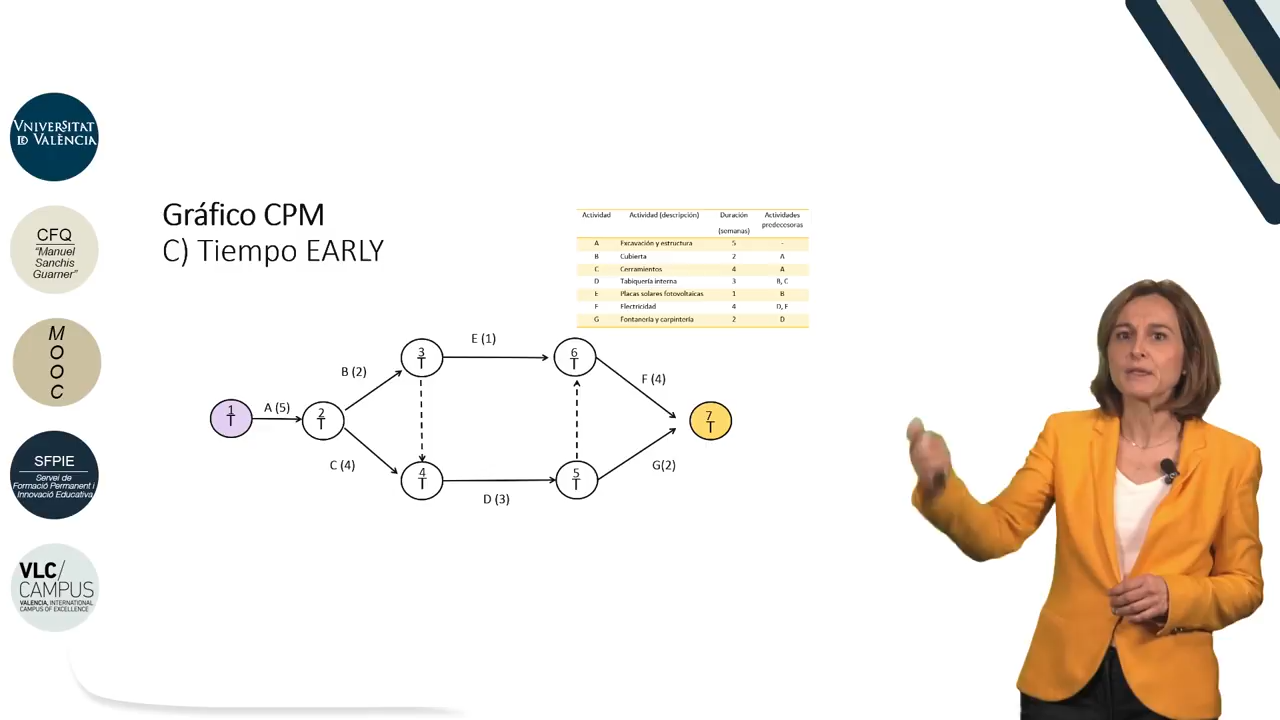 VNIVERSITAT
ID VALÈNCIA
CFQ
"Manuel
Sanchis
Guarner"
M
O
O
C
SFPIE
Servei de
Formació Permanent i
Innovació Educativa
VLC/
CAMPUS
VALENCIA, INTERNATIONAL
CAMPUS OF EXCELLENCE
Gráfico CPM
C) Tiempo EARLY
Actividad Actividad (descripción) Duración (semanas) Actividades predecesoras
A Excavación y estructura 5 -
B Cubierta 2 A
C Cerramientos 4 A
D Tabiquería interna 3 B, C
E Placas solares fotovoltaicas 1 B
F Electricidad 4 D, E
G Fontanería y carpintería 2 D
E (1)
3
T
6
T
B (2)
F (4)
1
T
A (5)
2
T
7
T
C (4)
G(2)
4
T
5
T
D (3)